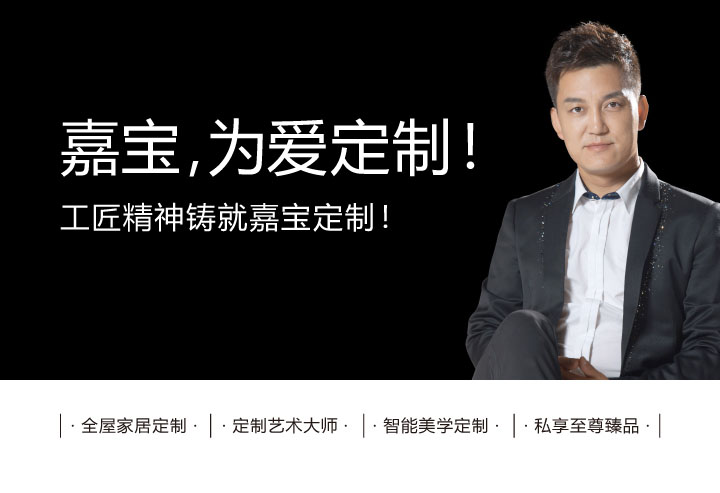 嘉宝,为爱定制!
工匠精神铸就嘉宝定制!
· 全屋家居定制 · | · 定制艺术大师 · | · 智能美学定制 · | · 私享至尊臻品 ·